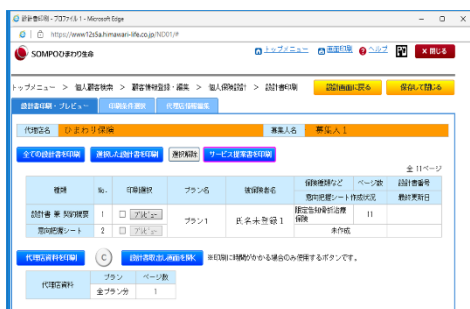 設計書印刷 - プロファイル 1 - Microsoft Edge
https://www12s5a.himawari-life.co.jp/ND01/#
SOMPOひまわり生命
トップメニュー 画面印刷 ヘルプ × 閉じる
トップメニュー > 個人顧客検索 > 顧客情報登録・編集 > 個人保険設計 > 設計書印刷 設計画面に戻る 保存して閉じる
設計書印刷・プレビュー 印刷条件選択 代理店情報編集
代理店名 ひまわり保険 募集人名 募集人1
全ての設計書を印刷 選択した設計書を印刷 選択解除 サービス提案書を印刷
全 11ページ
種類 No. 印刷選択 プラン名 被保険者名 保険種類など ページ数 設計書番号
意向把握シート作成状況 最終更新日
設計書 兼 契約概要 1 プレビュー プラン1 氏名未登録1 限定告知骨折治療保険 11
意向把握シート 2 プレビュー 未作成
代理店資料を印刷 C 設計書取出し画面を開く ※印刷に時間がかかる場合のみ使用するボタンです。
代理店資料 プラン ページ数
全プラン分 1